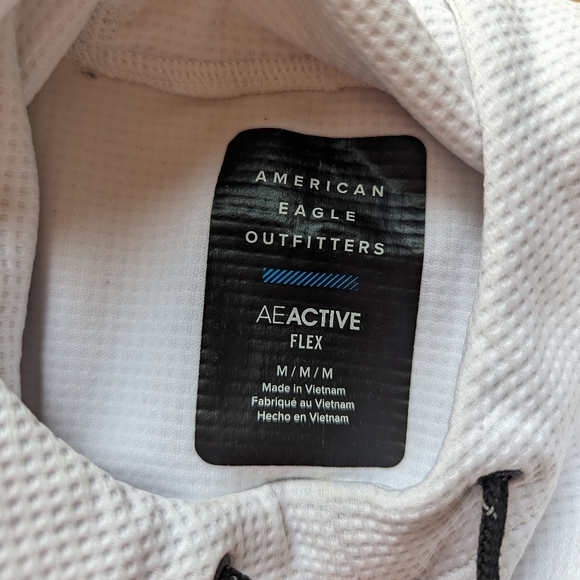 AMERICAN
EAGLE
OUTFITTERS
AEACTIVE
FLEX
M / M / M
Made in Vietnam
Fabriqué au Vietnam
Hecho en Vietnam